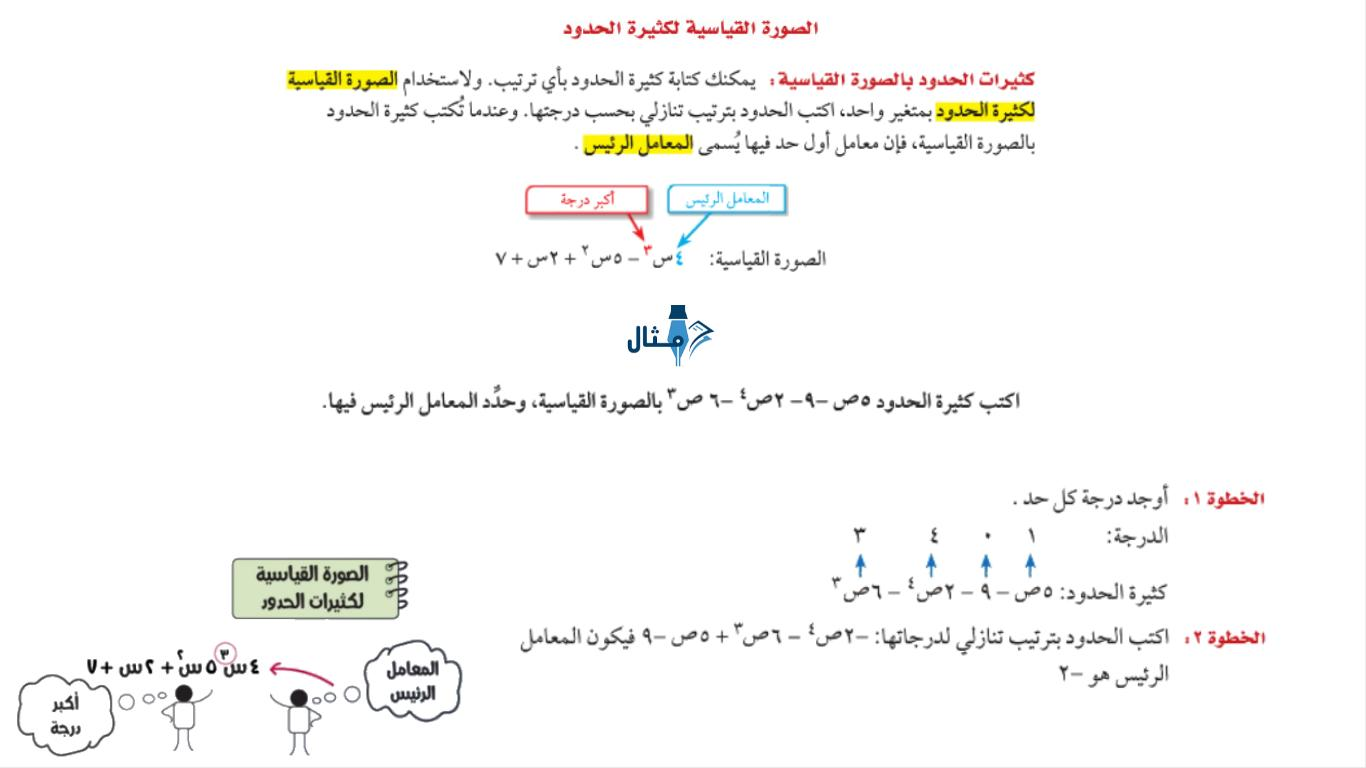 الصورة القياسية لكثيرة الحدود
كثيرات الحدود بالصورة القياسية: يمكنك كتابة كثيرة الحدود بأي ترتيب. ولاستخدام الصورة القياسية
لكثيرة الحدود بمتغير واحد، اكتب الحدود بترتيب تنازلي بحسب درجتها. وعندما تُكتب كثيرة الحدود
بالصورة القياسية، فإن معامل أول حد فيها يُسمى المعامل الرئيس .
المعامل الرئيس
أكبر درجة
الصورة القياسية: ٤س٣ – ٥س٢ + ٢س + ٧
مثال
اكتب كثيرة الحدود ٥ص –٩– ٢ص٤ –٦ ص٣ بالصورة القياسية، وحدِّد المعامل الرئيس فيها.
الخطوة ١: أوجد درجة كل حد .
الدرجة: ١ ٠ ٤ ٣
كثيرة الحدود: ٥ص – ٩ – ٢ص٤ – ٦ص٣
الخطوة ٢: اكتب الحدود بترتيب تنازلي لدرجاتها: –٢ص٤ – ٦ص٣ + ٥ص –٩ فيكون المعامل
الرئيس هو –٢
الصورة القياسية
لكثيرات الحدود
٤س٣ ٥س٢ + ٢س + ٧
المعامل
الرئيس
أكبر
درجة